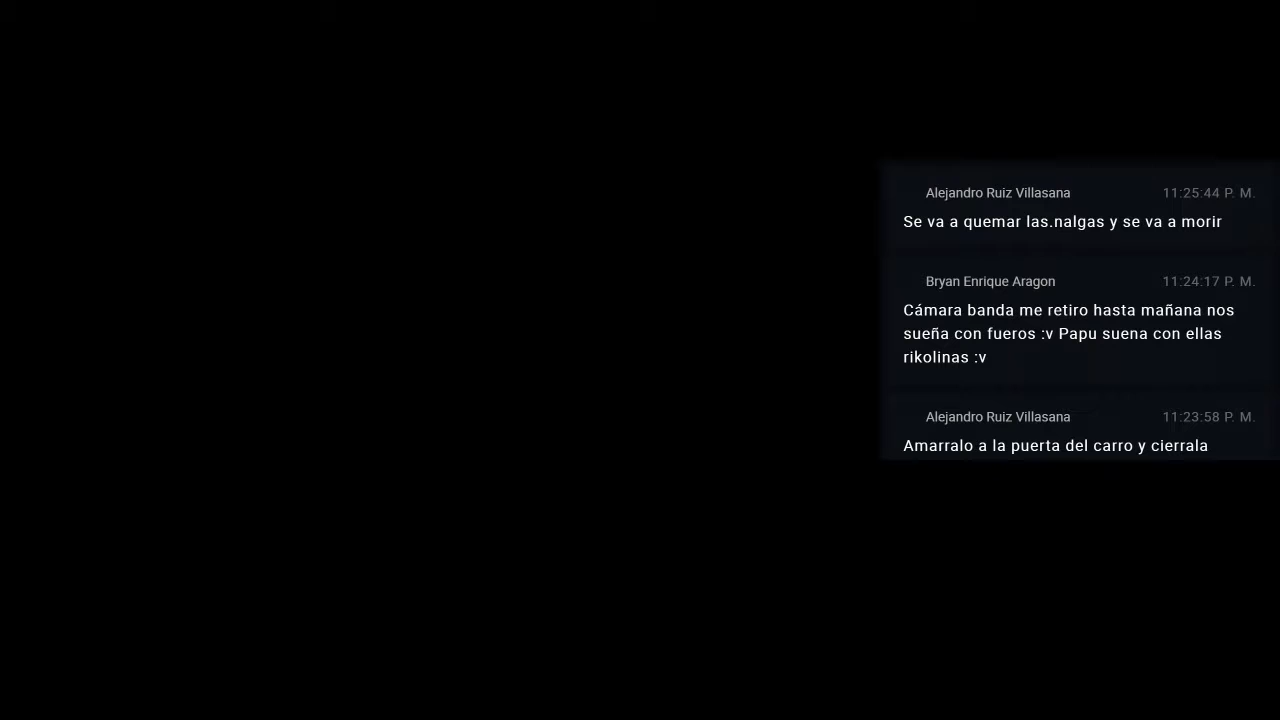 Alejandro Ruiz Villasana 11:25:44 P. M.
Se va a quemar las.nalgas y se va a morir
Bryan Enrique Aragon 11:24:17 P. M.
Cámara banda me retiro hasta mañana nos
sueña con fueros :v Papu suena con ellas
rikolinas :v
Alejandro Ruiz Villasana 11:23:58 P. M.
Amarralo a la puerta del carro y cierrala